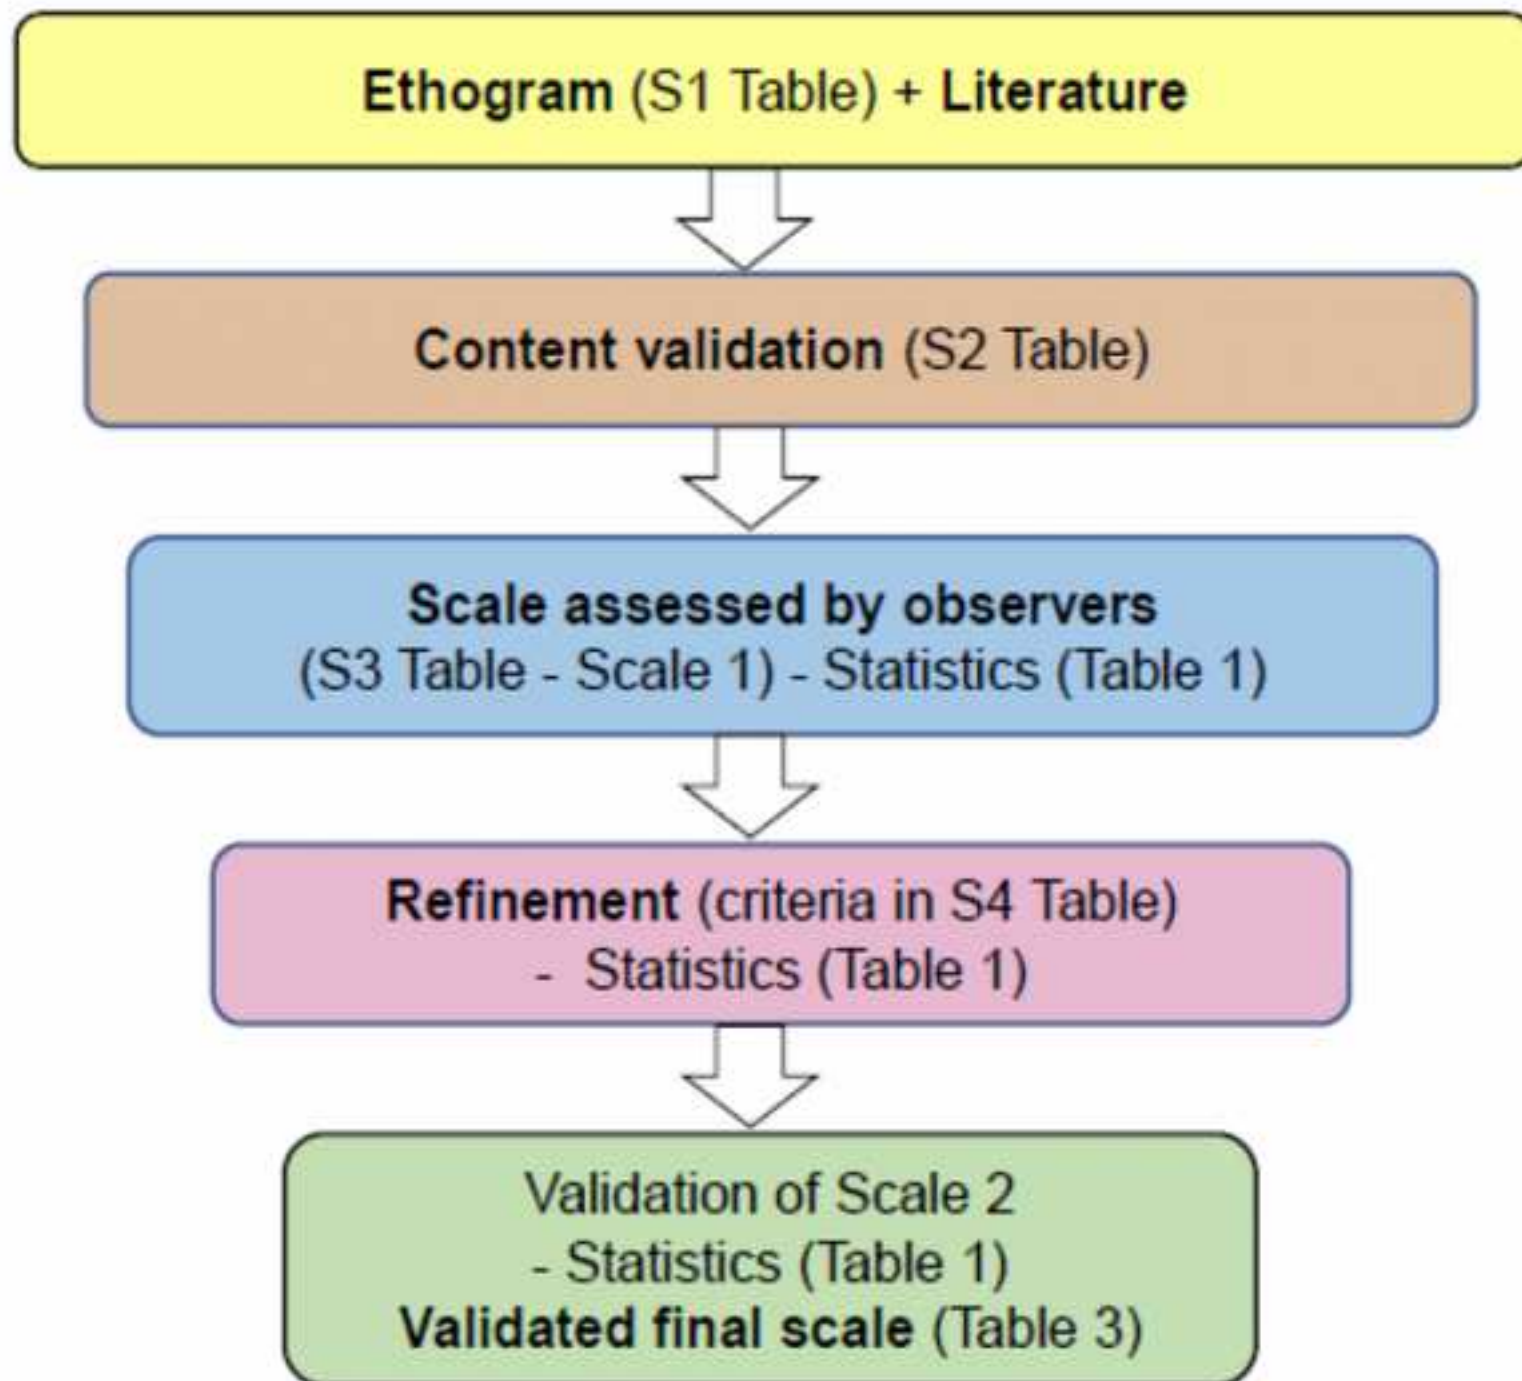 Ethogram (S1 Table) + Literature
Content validation (S2 Table)
Scale assessed by observers
(S3 Table - Scale 1) - Statistics (Table 1)
Refinement (criteria in S4 Table)
- Statistics (Table 1)
Validation of Scale 2
- Statistics (Table 1)
Validated final scale (Table 3)